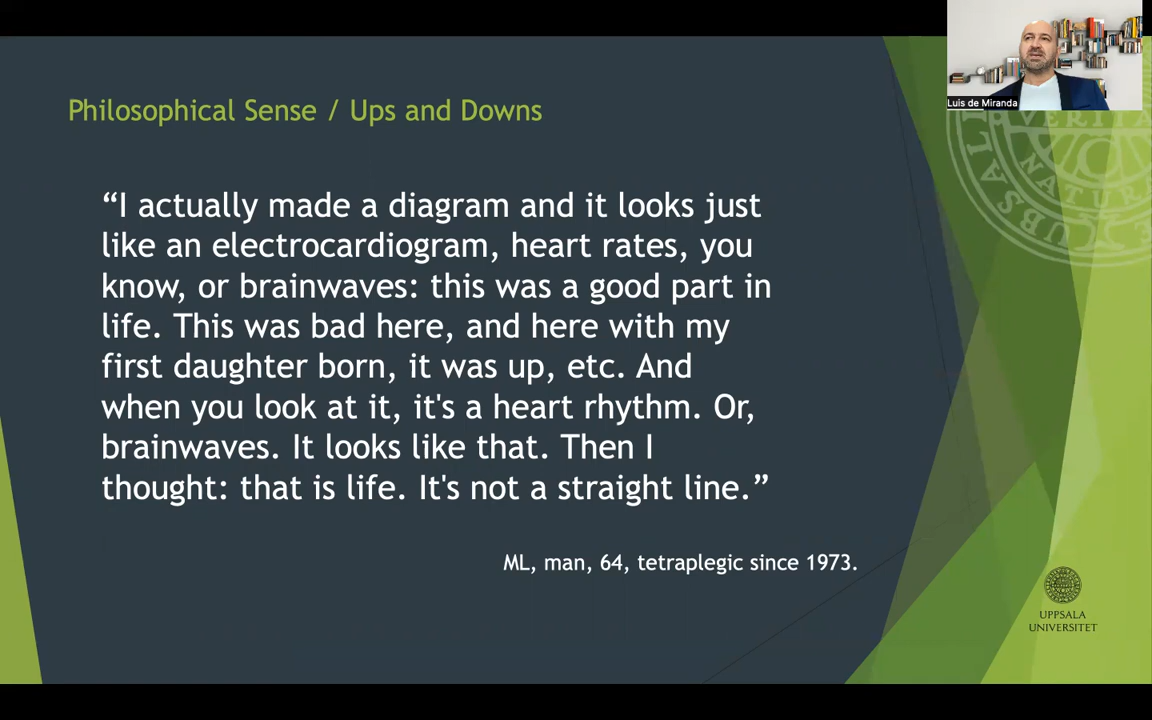 Luis de Miranda
Philosophical Sense / Ups and Downs
“I actually made a diagram and it looks just
like an electrocardiogram, heart rates, you
know, or brainwaves: this was a good part in
life. This was bad here, and here with my
first daughter born, it was up, etc. And
when you look at it, it's a heart rhythm. Or,
brainwaves. It looks like that. Then I
thought: that is life. It's not a straight line.”
ML, man, 64, tetraplegic since 1973.
UPPSALA
UNIVERSITET